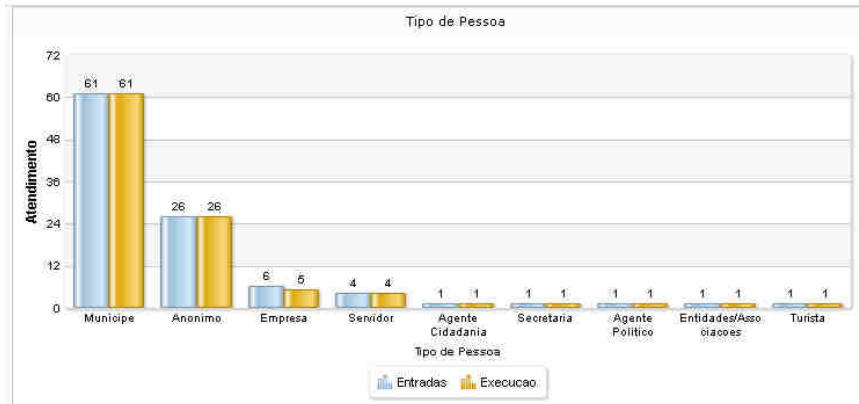 Tipo de Pessoa
Atendimento
72
60
48
36
24
12
0
61 61
26 26
6 5
4 4
1 1
1 1
1 1
1 1
1 1
Municipe Anonimo Empresa Servidor Agente Secretaria Agente Entidades/Asso Turista
Cidadania Politico ciacoes
Tipo de Pessoa
Entradas Execucao